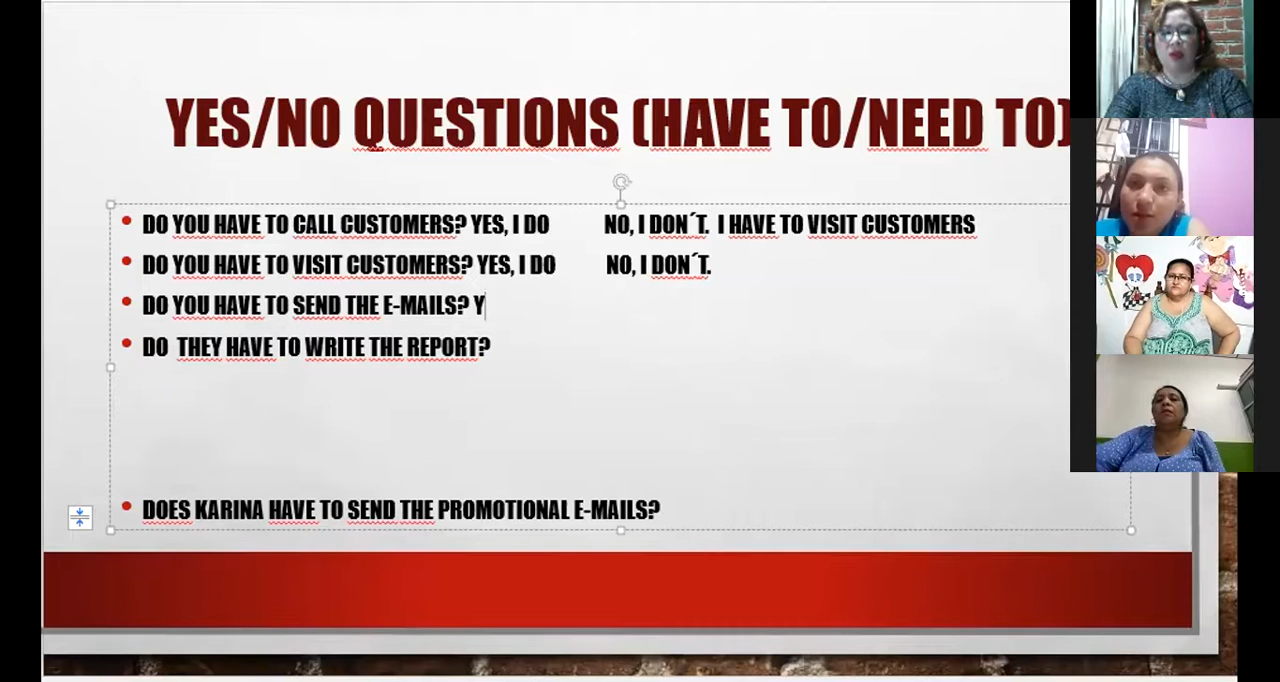 YES/NO QUESTIONS (HAVE TO/NEED TO)
DO YOU HAVE TO CALL CUSTOMERS? YES, I DO NO, I DON´T. I HAVE TO VISIT CUSTOMERS
DO YOU HAVE TO VISIT CUSTOMERS? YES, I DO NO, I DON´T.
DO YOU HAVE TO SEND THE E-MAILS? Y
DO THEY HAVE TO WRITE THE REPORT?
DOES KARINA HAVE TO SEND THE PROMOTIONAL E-MAILS?